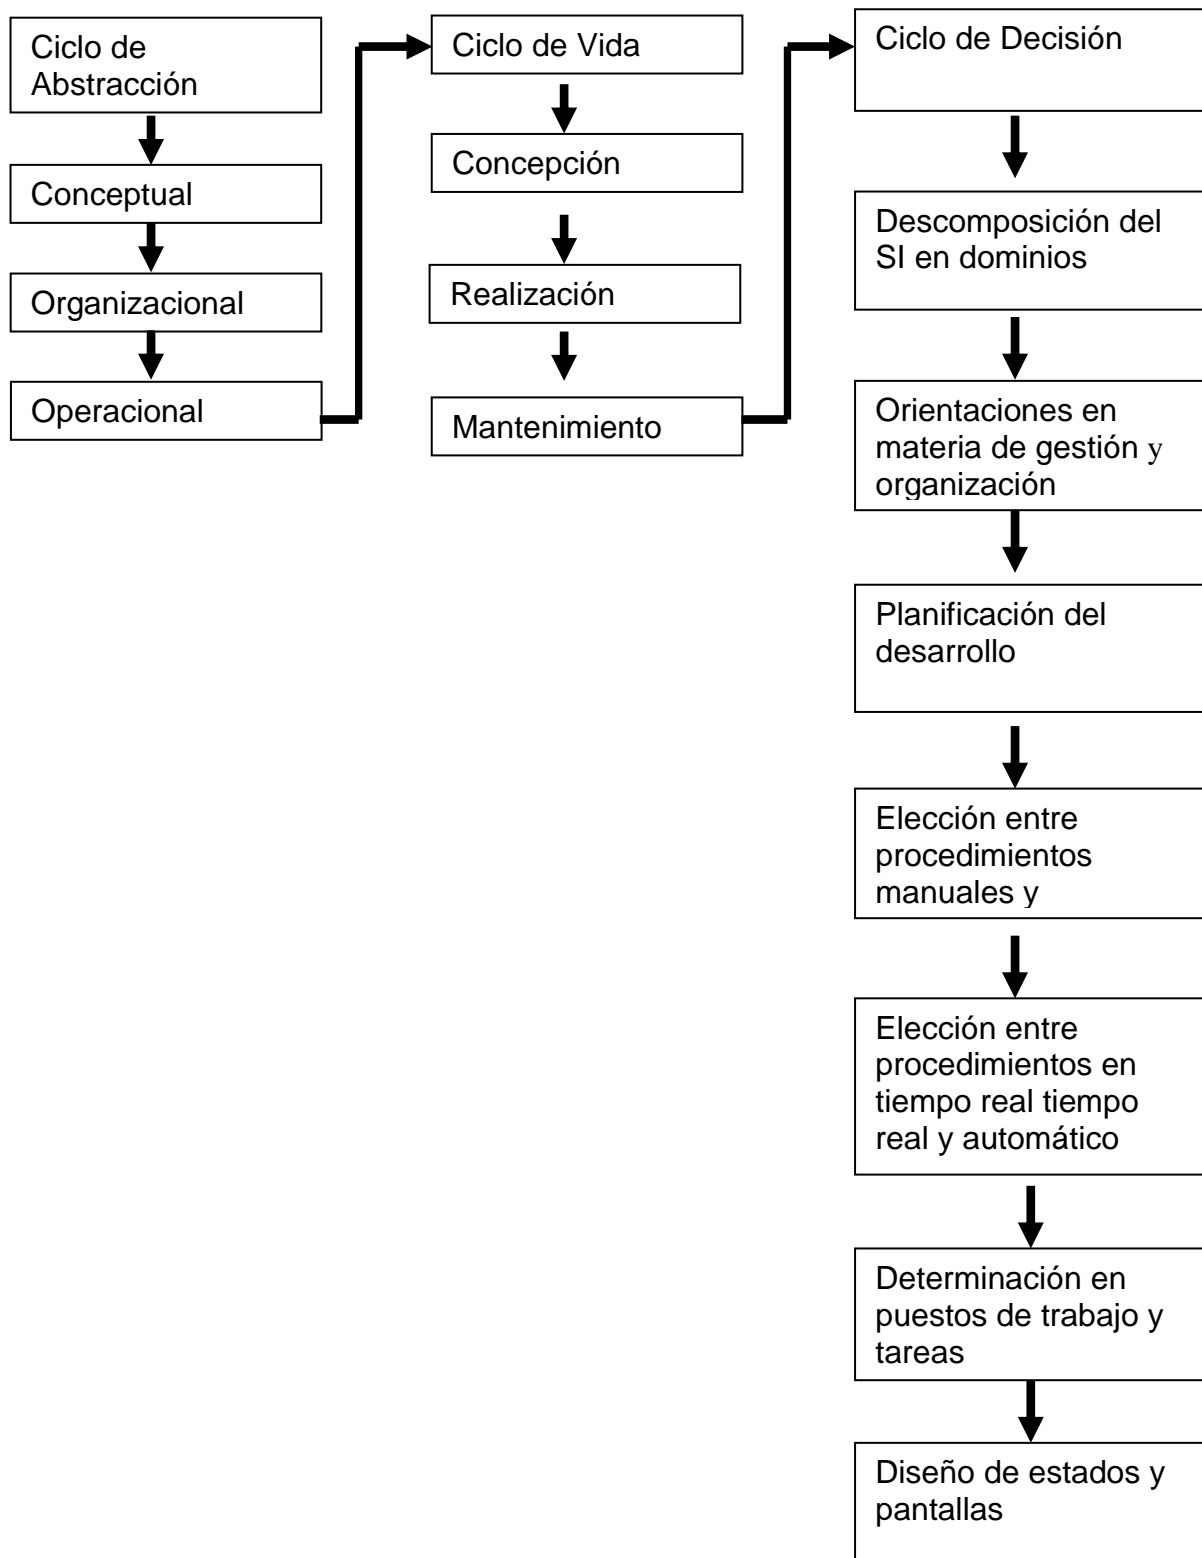 Ciclo de
Abstracción
Conceptual
Organizacional
Operacional
Ciclo de Vida
Concepción
Realización
Mantenimiento
Ciclo de Decisión
Descomposición del
SI en dominios
Orientaciones en
materia de gestión y
organización
Planificación del
desarrollo
Elección entre
procedimientos
manuales y
Elección entre
procedimientos en
tiempo real tiempo
real y automático
Determinación en
puestos de trabajo y
tareas
Diseño de estados y
pantallas